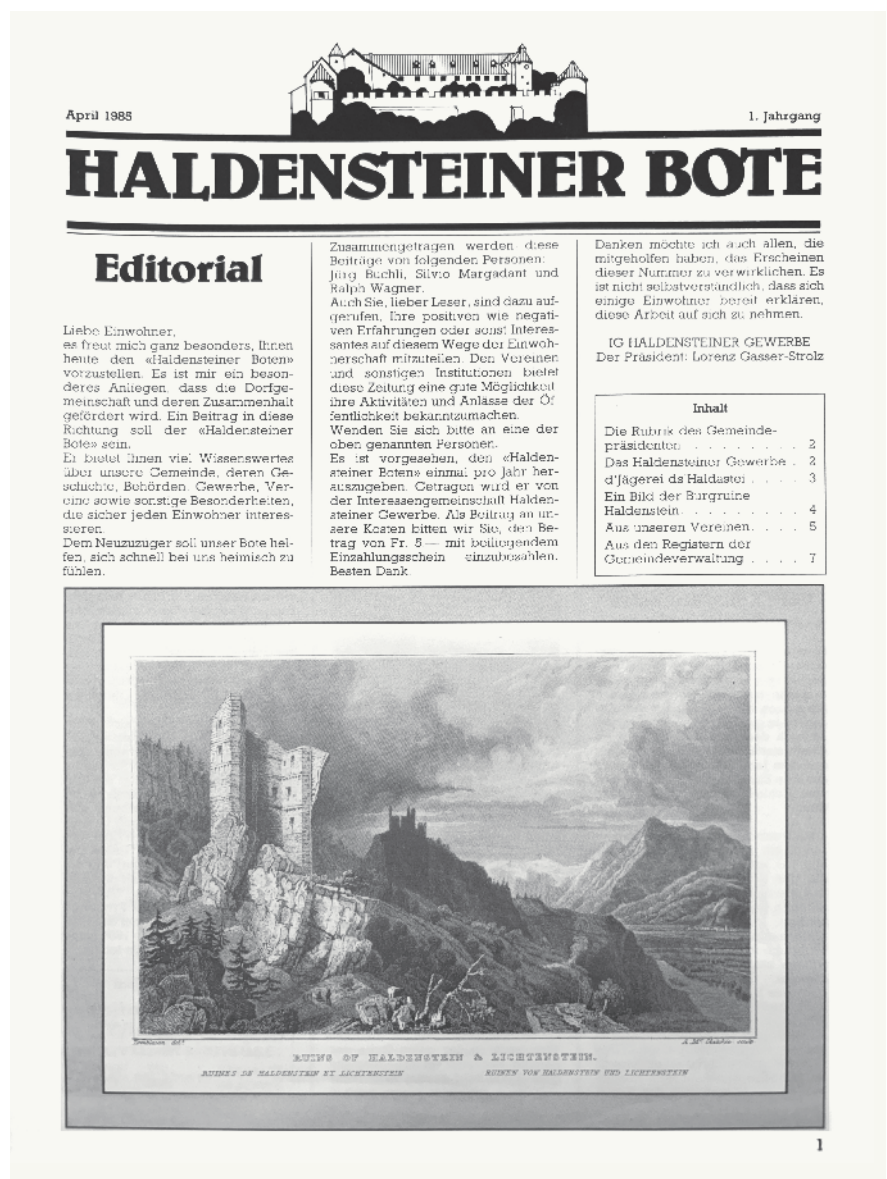 April 1985
1. Jahrgang
HALDENSTEINER BOTE
Editorial
Liebe Einwohner,
es freut mich ganz besonders, Ihnen
heute den «Haldensteiner Boten»
vorzustellen. Es ist mir ein beson-
deres Anliegen, dass die Dorfge-
meinschaft und deren Zusammenhalt
gefördert wird. Ein Beitrag in diese
Richtung soll der «Haldensteiner
Bote» sein.
Er bietet Ihnen viel Wissenswertes
über unsere Gemeinde, deren Ge-
schichte, Behörden, Gewerbe, Ver-
eine sowie sonstige Besonderheiten,
die sicher jeden Einwohner interes-
sieren.
Dem Neuzuzuger soll unser Bote hel-
fen, sich schnell bei uns heimisch zu
fühlen.
Zusammengetragen werden diese
Beiträge von folgenden Personen:
Jürg Buchli, Silvio Margadant und
Ralph Wagner.
Auch Sie, lieber Leser, sind dazu auf-
gerufen, Ihre positiven wie negati-
ven Erfahrungen oder sonst Interes-
santes auf diesem Wege der Einwoh-
nerschaft mitzuteilen. Den Vereinen
und sonstigen Institutionen bietet
diese Zeitung eine gute Möglichkeit
ihre Aktivitäten und Anlässe der Öf-
fentlichkeit bekanntzumachen.
Wenden Sie sich bitte an eine der
oben genannten Personen.
Es ist vorgesehen, den «Halden-
steiner Boten» einmal pro Jahr her-
auszugeben. Getragen wird er von
der Interessengemeinschaft Halden-
steiner Gewerbe. Als Beitrag an un-
sere Kosten bitten wir Sie, den Be-
trag von Fr. 5.— mit beiliegendem
Einzahlungsschein einzubezahlen.
Besten Dank.
Danken möchte ich auch allen, die
mitgeholfen haben, das Erscheinen
dieser Nummer zu verwirklichen. Es
ist nicht selbstverständlich, dass sich
einige Einwohner bereit erklären,
diese Arbeit auf sich zu nehmen.
IG HALDENSTEINER GEWERBE
Der Präsident: Lorenz Gasser-Strolz
Inhalt
Die Rubrik des Gemeinde-
präsidenten . . . . . . . . 2
Das Haldensteiner Gewerbe . 2
d'Jägerei ds Haldastei . . . . 3
Ein Bild der Burgruine
Haldenstein. . . . . . . . . 4
Aus unseren Vereinen. . . . . 5
Aus den Registern der
Gemeindeverwaltung . . . . 7
RUINS OF HALDENSTEIN & LICHTENSTEIN.
RUINES DE HALDENSTEIN ET LICHTENSTEIN
RUINEN VON HALDENSTEIN UND LICHTENSTEIN
1